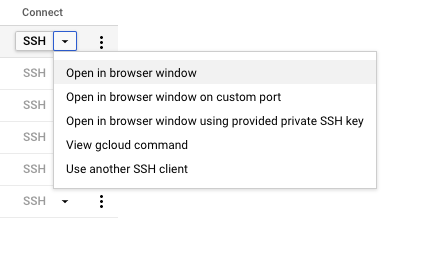 Connect
SSH
Open in browser window
SSH
Open in browser window on custom port
SSH
Open in browser window using provided private SSH key
SSH
View gcloud command
SSH
Use another SSH client
SSH